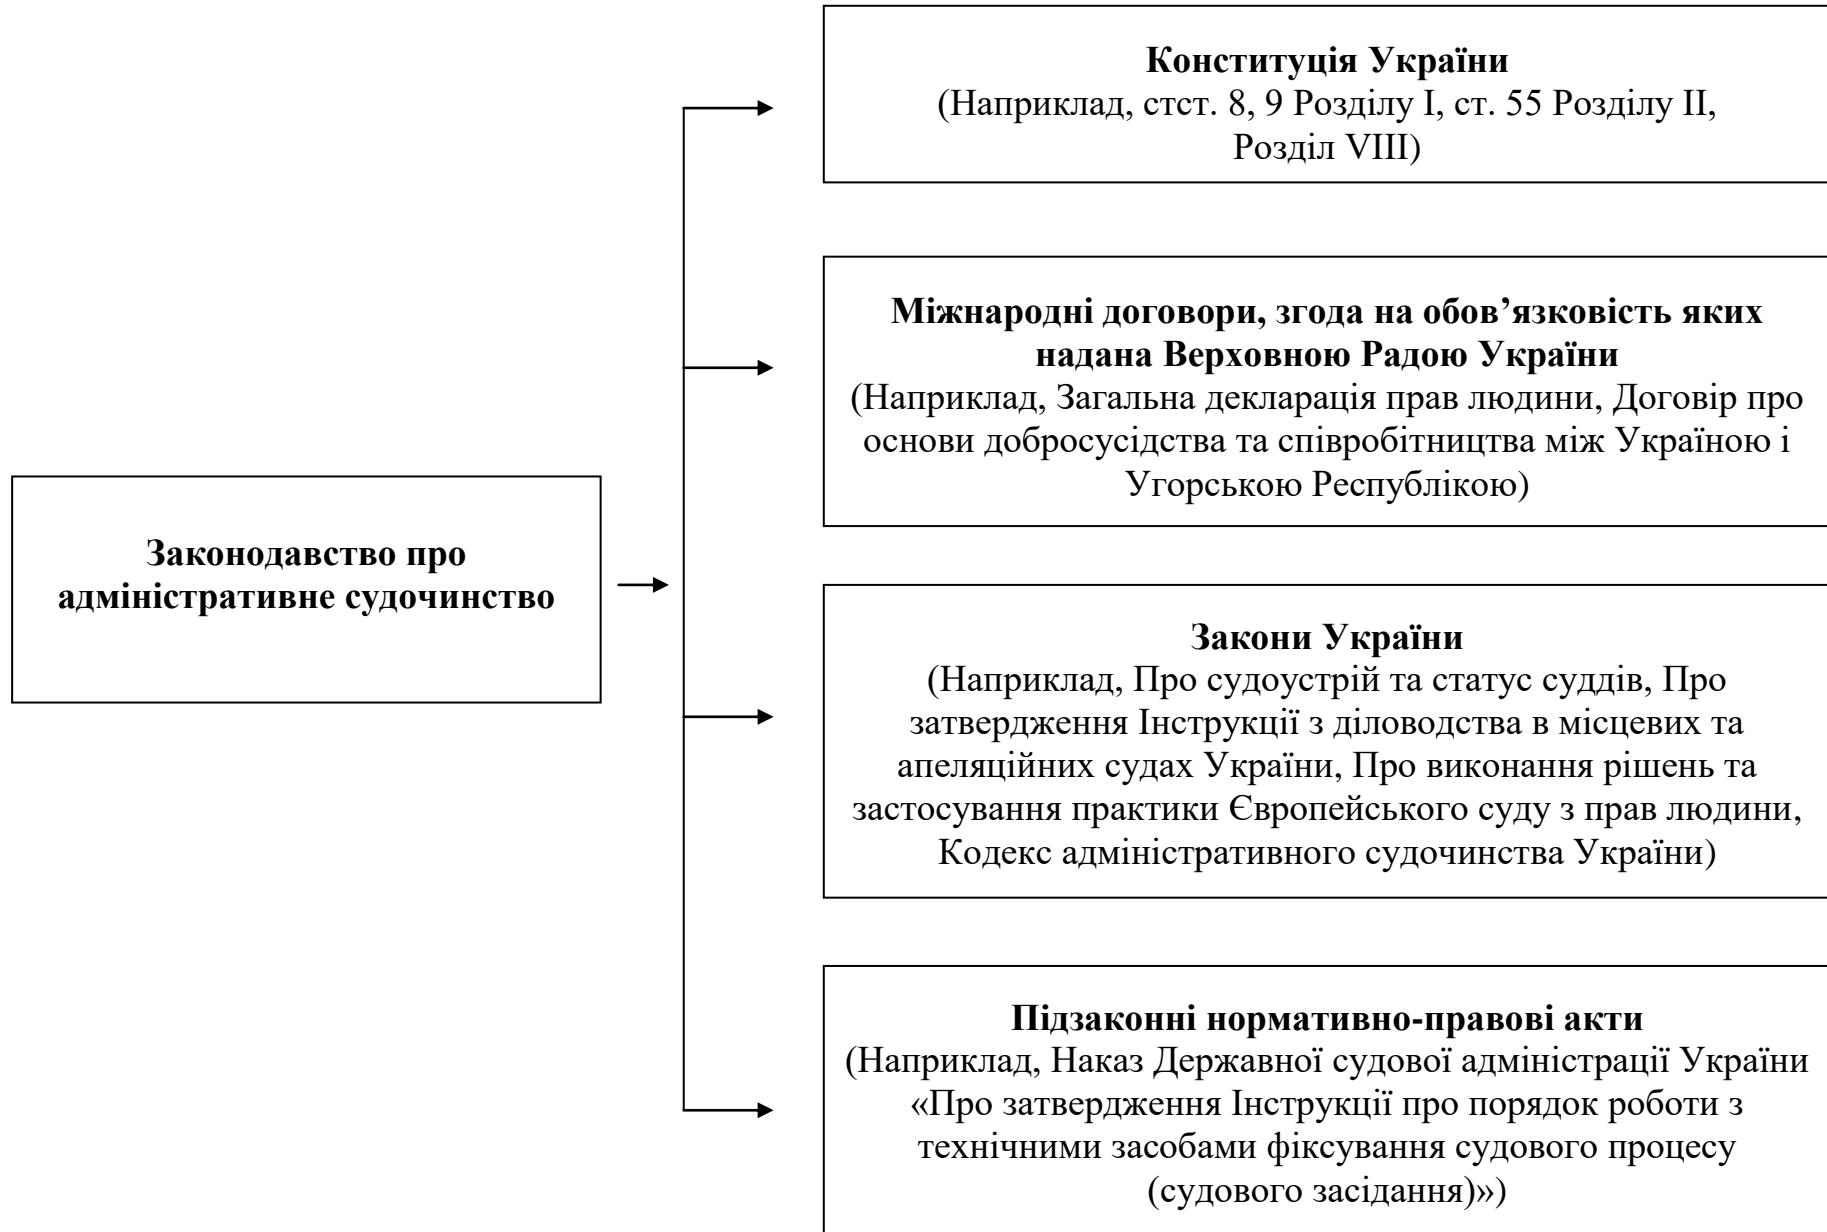 Конституція України
(Наприклад, стст. 8, 9 Розділу I, ст. 55 Розділу II,
Розділ VIII)
Міжнародні договори, згода на обов’язковість яких
надана Верховною Радою України
(Наприклад, Загальна декларація прав людини, Договір про
основи добросусідства та співробітництва між Україною і
Угорською Республікою)
Законодавство про
адміністративне судочинство
Закони України
(Наприклад, Про судоустрій та статус суддів, Про
затвердження Інструкції з діловодства в місцевих та
апеляційних судах України, Про виконання рішень та
застосування практики Європейського суду з прав людини,
Кодекс адміністративного судочинства України)
Підзаконні нормативно-правові акти
(Наприклад, Наказ Державної судової адміністрації України
«Про затвердження Інструкції про порядок роботи з
технічними засобами фіксування судового процесу
(судового засідання)»)